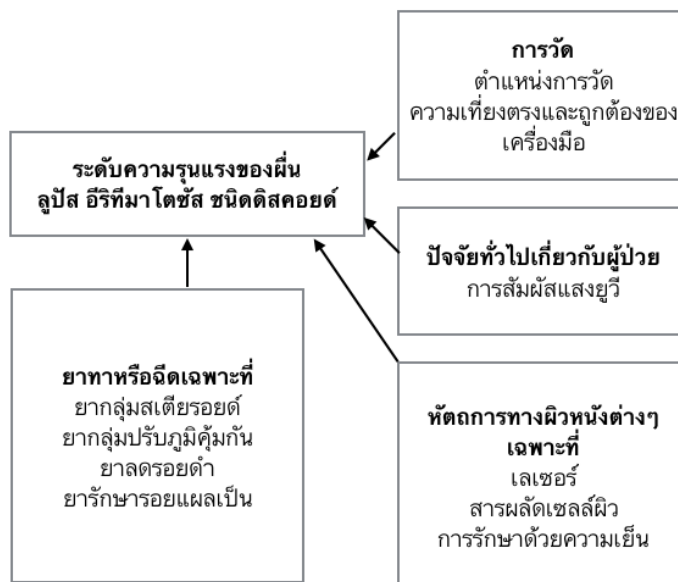 การวัด
ตำแหน่งการวัด
ความเที่ยงตรงและถูกต้องของ
เครื่องมือ
ระดับความรุนแรงของผื่น
ลูปัส อีริทีมาโตซัส ชนิดดิสคอยด์
ปัจจัยทั่วไปเกี่ยวกับผู้ป่วย
การสัมผัสแสงยูวี
ยาทาหรือฉีดเฉพาะที่
ยากลุ่มสเตียรอยด์
ยากลุ่มปรับภูมิคุ้มกัน
ยาลดรอยดำ
ยารักษารอยแผลเป็น
หัตถการทางผิวหนังต่างๆ
เฉพาะที่
เลเซอร์
สารผลัดเซลล์ผิว
การรักษาด้วยความเย็น